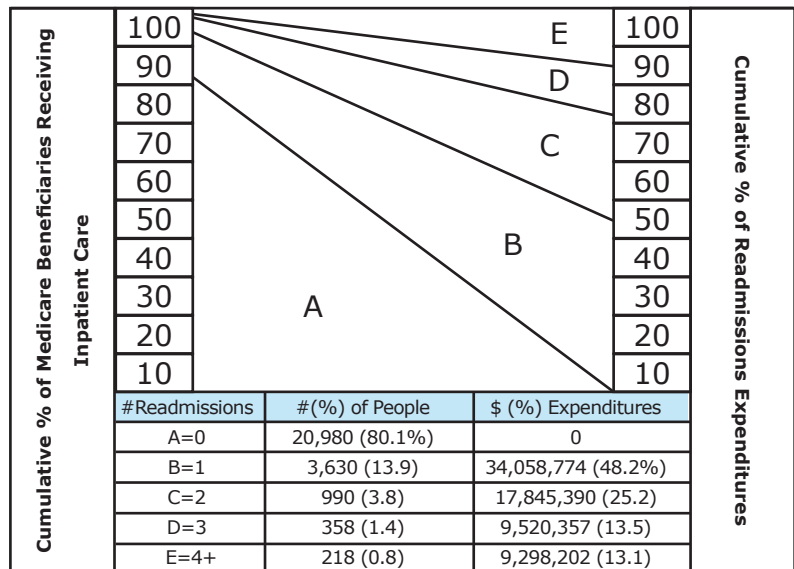 Cumulative % of Medicare Beneficiaries Receiving
Inpatient Care
100
90
80
70
60
50
40
30
20
10
A
B
C
D
E
100
90
80
70
60
50
40
30
20
10
Cumulative % of Readmissions Expenditures
#Readmissions #(%) of People $ (%) Expenditures
A=0 20,980 (80.1%) 0
B=1 3,630 (13.9) 34,058,774 (48.2%)
C=2 990 (3.8) 17,845,390 (25.2)
D=3 358 (1.4) 9,520,357 (13.5)
E=4+ 218 (0.8) 9,298,202 (13.1)